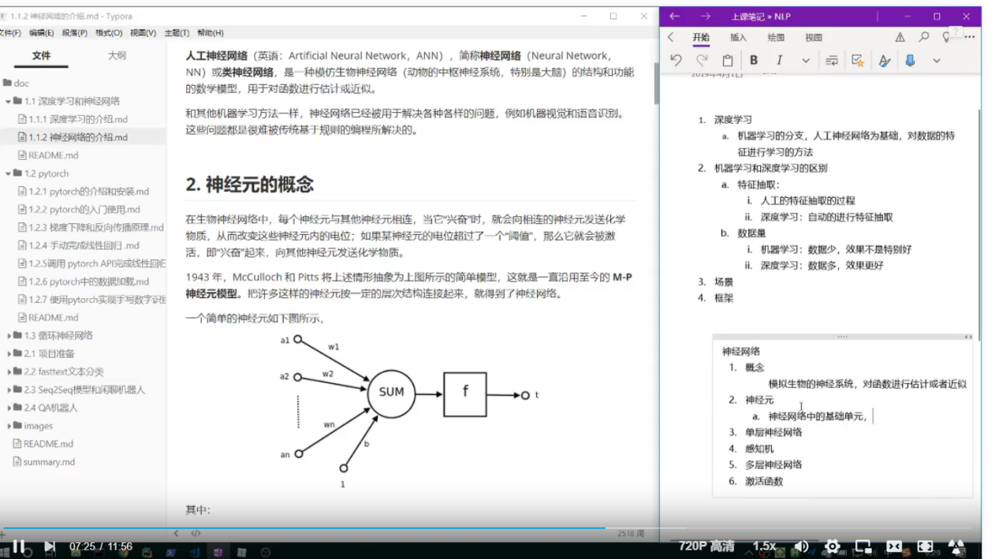 1.1.2 神经网络的介绍.md - Typora
文件(F) 编辑(E) 段落(P) 格式(O) 视图(V) 主题(T) 帮助(H)
文件 大纲
doc
1.1 深度学习和神经网络
1.1.1 深度学习的介绍.md
1.1.2 神经网络的介绍.md
README.md
1.2 pytorch
1.2.1 pytorch的介绍和安装.md
1.2.2 pytorch的入门使用.md
1.2.3 梯度下降和反向传播原理.md
1.2.4 手动完成线性回归 .md
1.2.5调用 pytorch API完成线性回归
1.2.6 pytorch中的数据加载.md
1.2.7 使用pytorch实现手写数字识别
README.md
1.3 循环神经网络
2.1 项目准备
2.2 fasttext文本分类
2.3 Seq2Seq模型和闲聊机器人
2.4 QA机器人
images
README.md
summary.md
人工神经网络（英语：Artificial Neural Network，ANN），简称神经网络（Neural Network，
NN）或类神经网络，是一种模仿生物神经网络（动物的中枢神经系统，特别是大脑）的结构和功能
的数学模型，用于对函数进行估计或近似。
和其他机器学习方法一样，神经网络已经被用于解决各种各样的问题，例如机器视觉和语音识别。
这些问题都是很难被传统基于规则的编程所解决的。
2. 神经元的概念
在生物神经网络中，每个神经元与其他神经元相连，当它“兴奋”时，就会向相连的神经元发送化学
物质，从而改变这些神经元内的电位；如果某神经元的电位超过了一个“阈值”，那么它就会被激
活，即“兴奋”起来，向其他神经元发送化学物质。
1943 年，McCulloch 和 Pitts 将上述情形抽象为上图所示的简单模型，这就是一直沿用至今的 M-P
神经元模型。把许多这样的神经元按一定的层次结构连接起来，就得到了神经网络。
一个简单的神经元如下图所示，
a1 w1
a2 w2
SUM f t
wn
an b
1
其中：
2518 词
上课笔记 » NLP
开始 插入 绘图 视图
B I
2019年4月1日
1. 深度学习
a. 机器学习的分支，人工神经网络为基础，对数据的特
征进行学习的方法
2. 机器学习和深度学习的区别
a. 特征抽取：
i. 人工的特征抽取的过程
ii. 深度学习：自动的进行特征抽取
b. 数据量
i. 机器学习：数据少，效果不是特别好
ii. 深度学习：数据多，效果更好
3. 场景
4. 框架
神经网络
1. 概念
模拟生物的神经系统，对函数进行估计或者近似
2. 神经元
a. 神经网络中的基础单元，
3. 单层神经网络
4. 感知机
5. 多层神经网络
6. 激活函数
07:25 / 11:56 720P 高清 1.5x